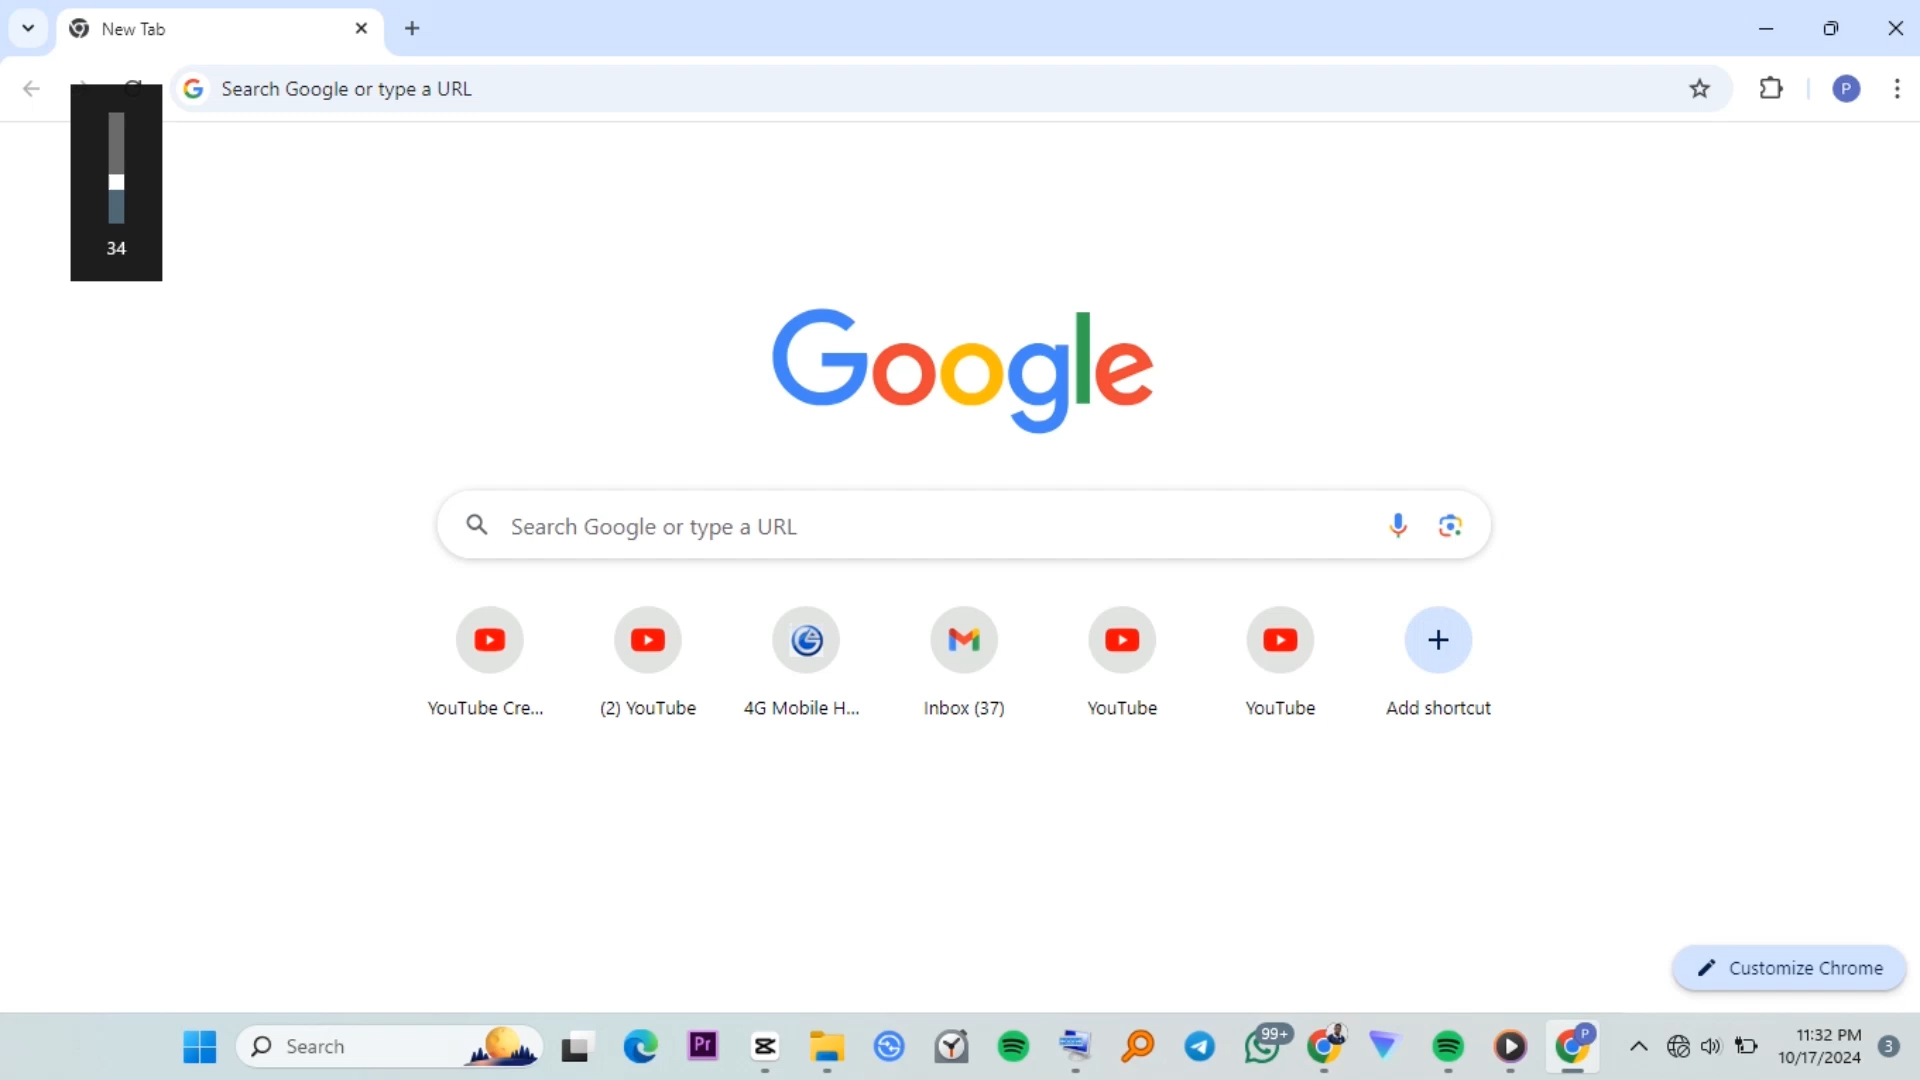 New Tab
Search Google or type a URL
P
34
Google
Search Google or type a URL
YouTube Cre...
(2) YouTube
4G Mobile H...
Inbox (37)
YouTube
YouTube
Add shortcut
Customize Chrome
Search
Pr
99+
P
11:32 PM
10/17/2024
3